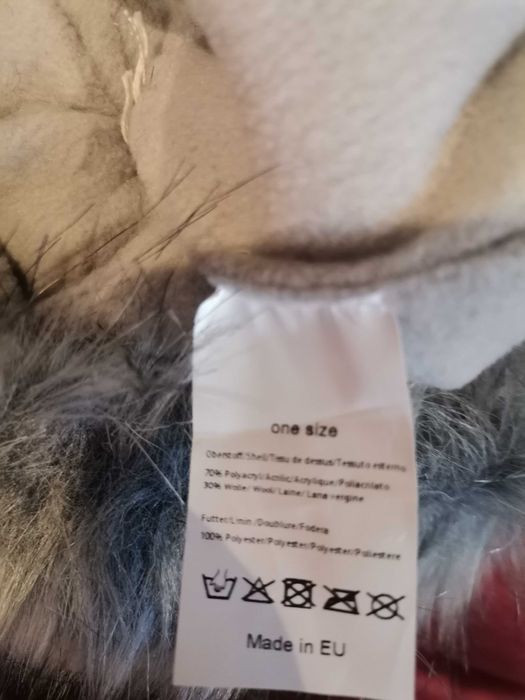 one size
Oberstoff/Shell/Tissu de dessus/Tessuto esterno
70% Polyacryl/Acrilic/Acrylique/Poliacrilato
30% Wolle/ Wool/ Laine/ Lana vergine
Futter/Linin /Doublure/Fodera
100% Polyester/Polyester/Polyester/Poliestere
Made in EU